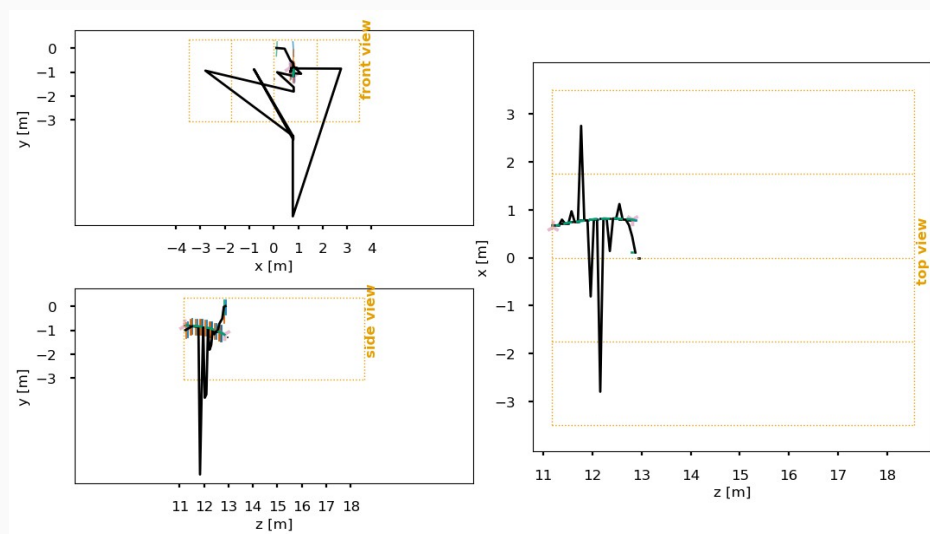 0
−1
−2
−3
y [m]
−4 −3 −2 −1 0 1 2 3 4
x [m]
front view
0
−1
−2
−3
y [m]
11 12 13 14 15 16 17 18
z [m]
side view
3
2
1
0
−1
−2
−3
x [m]
11 12 13 14 15 16 17 18
z [m]
top view